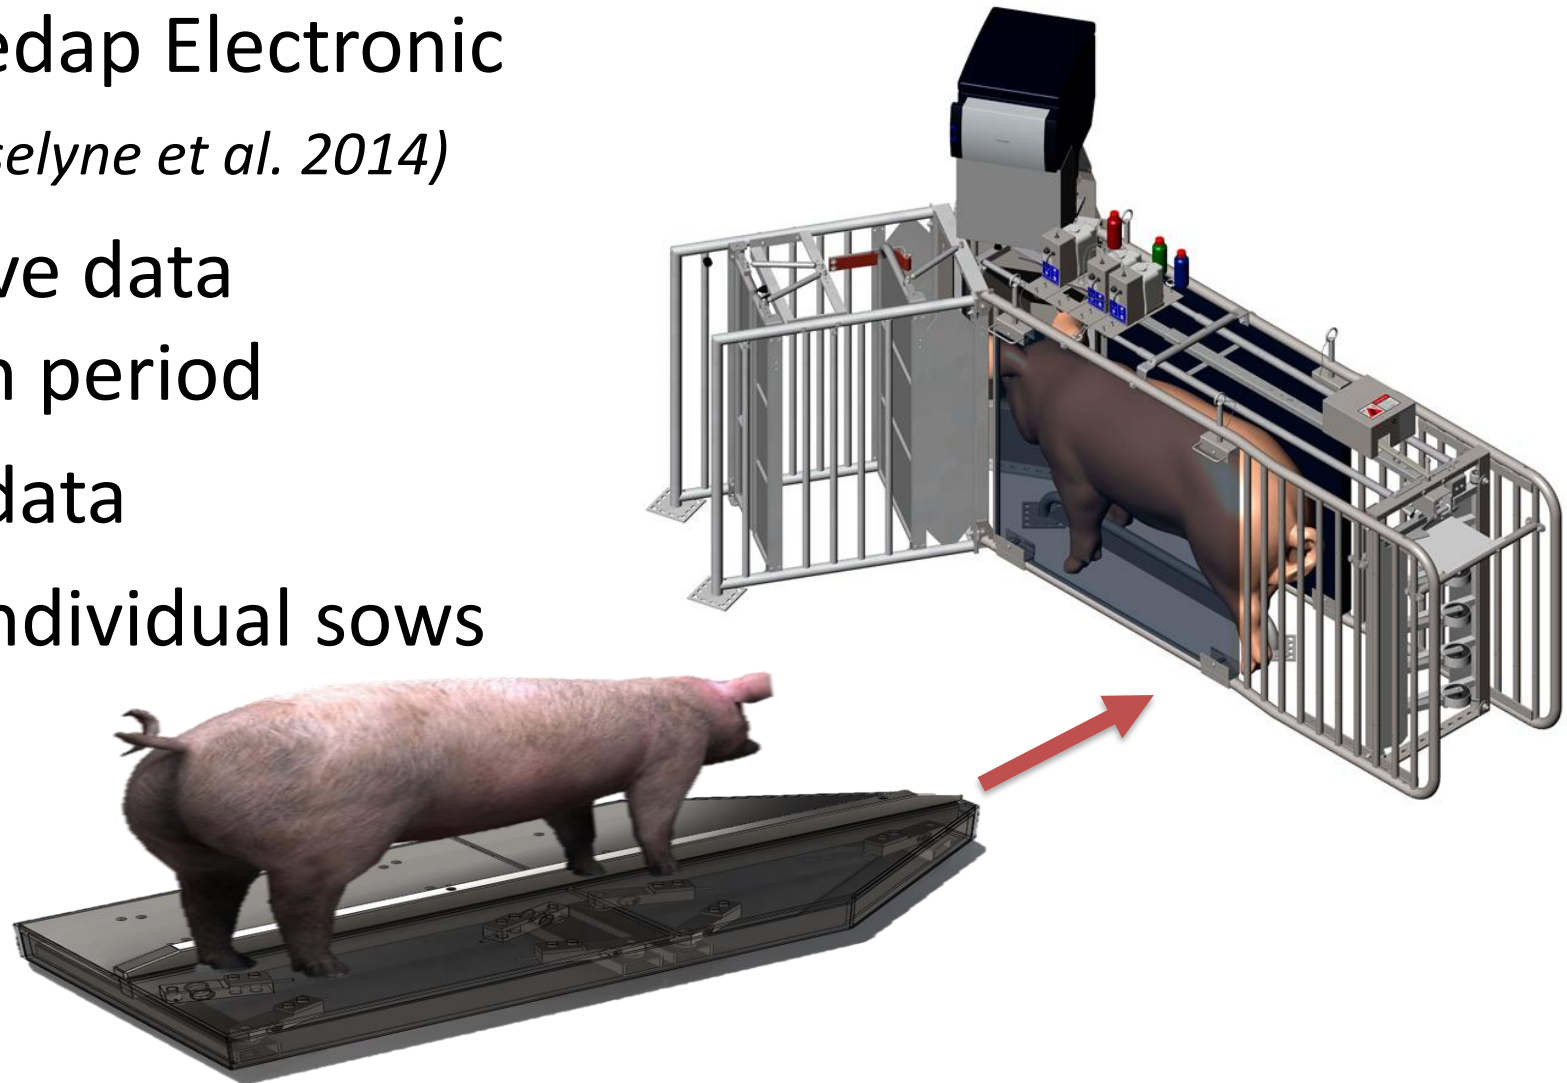 edap Electronic
selyne et al. 2014)
ve data
n period
data
ndividual sows